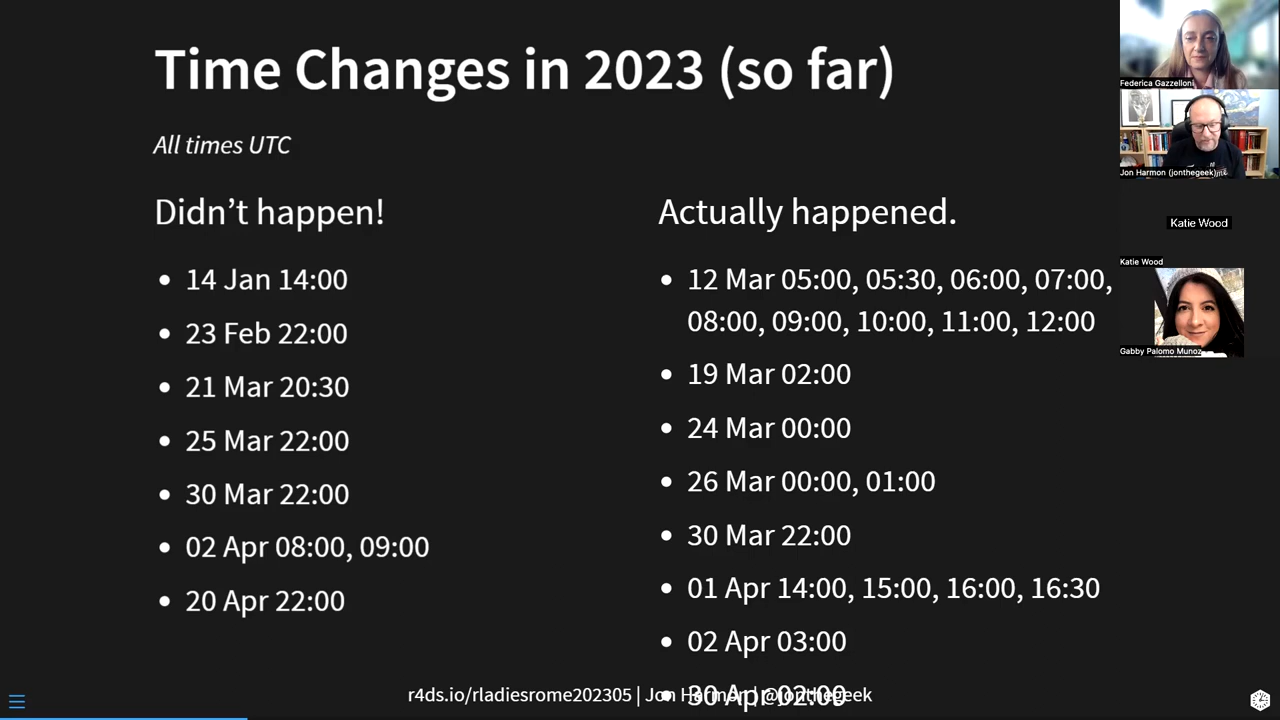 Time Changes in 2023 (so far)
All times UTC
Didn’t happen!
• 14 Jan 14:00
• 23 Feb 22:00
• 21 Mar 20:30
• 25 Mar 22:00
• 30 Mar 22:00
• 02 Apr 08:00, 09:00
• 20 Apr 22:00
Actually happened.
• 12 Mar 05:00, 05:30, 06:00, 07:00,
08:00, 09:00, 10:00, 11:00, 12:00
• 19 Mar 02:00
• 24 Mar 00:00
• 26 Mar 00:00, 01:00
• 30 Mar 22:00
• 01 Apr 14:00, 15:00, 16:00, 16:30
• 02 Apr 03:00
• 30 Apr 02:00
r4ds.io/rladiesrome202305 | Jon Harmon | @jonthegeek
Federica Gazzelloni
Jon Harmon (jonthegeek)
Katie Wood
Katie Wood
Gabby Palomo Munoz